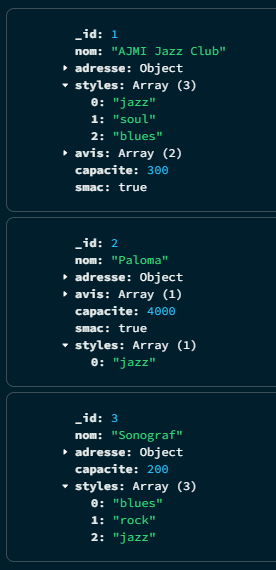 _id: 1
nom: "AJMI Jazz Club"
adresse: Object
styles: Array (3)
0: "jazz"
1: "soul"
2: "blues"
avis: Array (2)
capacite: 300
smac: true
_id: 2
nom: "Paloma"
adresse: Object
avis: Array (1)
capacite: 4000
smac: true
styles: Array (1)
0: "jazz"
_id: 3
nom: "Sonograf"
adresse: Object
capacite: 200
styles: Array (3)
0: "blues"
1: "rock"
2: "jazz"